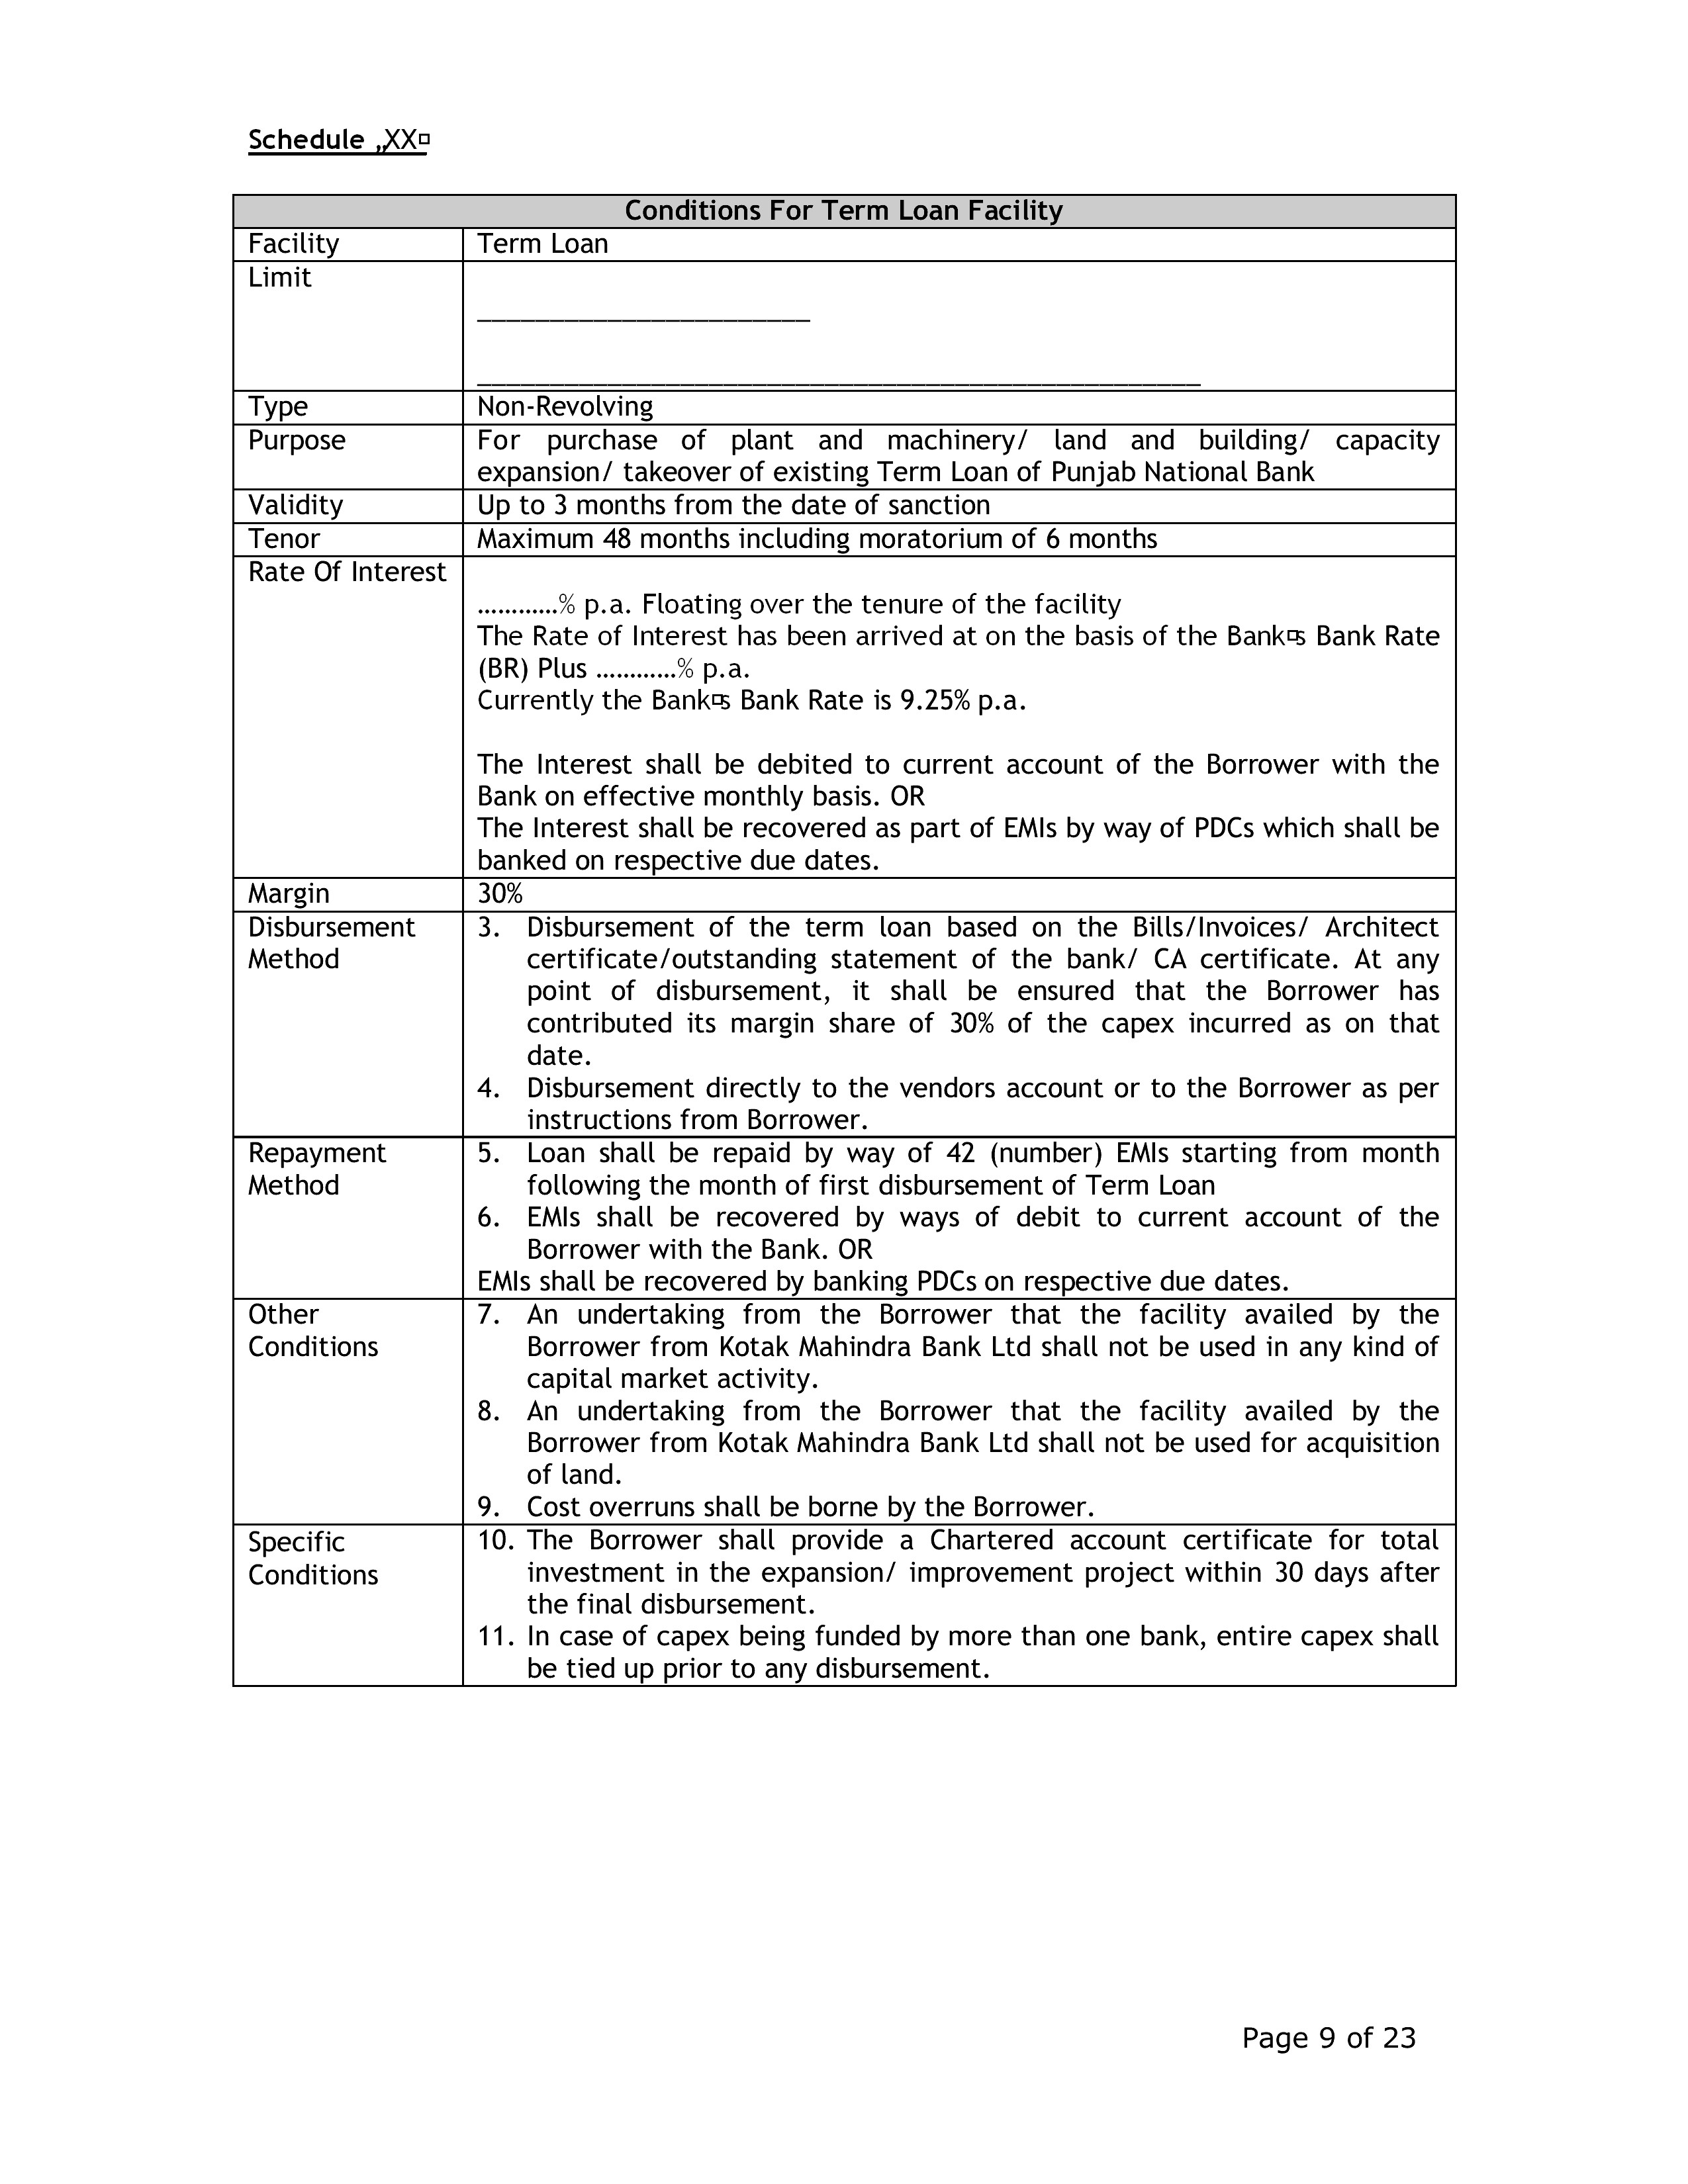 Schedule „XX□
Conditions For Term Loan Facility
Facility Term Loan
Limit
_______________________
__________________________________________________
Type Non-Revolving
Purpose For purchase of plant and machinery/ land and building/ capacity
expansion/ takeover of existing Term Loan of Punjab National Bank
Validity Up to 3 months from the date of sanction
Tenor Maximum 48 months including moratorium of 6 months
Rate Of Interest
…………% p.a. Floating over the tenure of the facility
The Rate of Interest has been arrived at on the basis of the Bank□s Bank Rate
(BR) Plus …………% p.a.
Currently the Bank□s Bank Rate is 9.25% p.a.
The Interest shall be debited to current account of the Borrower with the
Bank on effective monthly basis. OR
The Interest shall be recovered as part of EMIs by way of PDCs which shall be
banked on respective due dates.
Margin 30%
Disbursement Method
3. Disbursement of the term loan based on the Bills/Invoices/ Architect
certificate/outstanding statement of the bank/ CA certificate. At any
point of disbursement, it shall be ensured that the Borrower has
contributed its margin share of 30% of the capex incurred as on that
date.
4. Disbursement directly to the vendors account or to the Borrower as per
instructions from Borrower.
Repayment Method
5. Loan shall be repaid by way of 42 (number) EMIs starting from month
following the month of first disbursement of Term Loan
6. EMIs shall be recovered by ways of debit to current account of the
Borrower with the Bank. OR
EMIs shall be recovered by banking PDCs on respective due dates.
Other Conditions
7. An undertaking from the Borrower that the facility availed by the
Borrower from Kotak Mahindra Bank Ltd shall not be used in any kind of
capital market activity.
8. An undertaking from the Borrower that the facility availed by the
Borrower from Kotak Mahindra Bank Ltd shall not be used for acquisition
of land.
9. Cost overruns shall be borne by the Borrower.
Specific Conditions
10. The Borrower shall provide a Chartered account certificate for total
investment in the expansion/ improvement project within 30 days after
the final disbursement.
11. In case of capex being funded by more than one bank, entire capex shall
be tied up prior to any disbursement.
Page 9 of 23